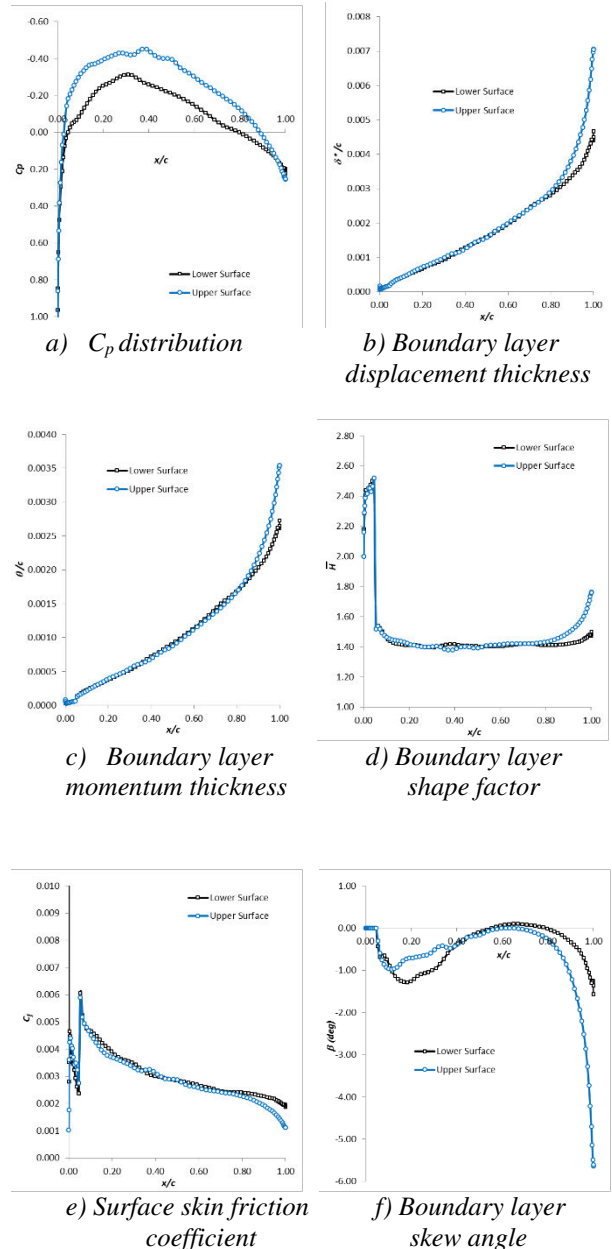 -0.60
-0.40
-0.20
0.00
0.20
0.40
0.60
0.80
1.00
0.00 0.20 0.40 0.60 0.80 1.00
Cp
x/c
Lower Surface
Upper Surface
a) Cp distribution
0.008
0.007
0.006
0.005
0.004
0.003
0.002
0.001
0.000
0.00 0.20 0.40 0.60 0.80 1.00
δ*/c
x/c
Lower Surface
Upper Surface
b) Boundary layer
displacement thickness
0.0040
0.0035
0.0030
0.0025
0.0020
0.0015
0.0010
0.0005
0.0000
0.00 0.20 0.40 0.60 0.80 1.00
θ/c
x/c
Lower Surface
Upper Surface
c) Boundary layer
momentum thickness
2.80
2.60
2.40
2.20
2.00
1.80
1.60
1.40
1.20
1.00
0.00 0.20 0.40 0.60 0.80 1.00
H
x/c
Lower Surface
Upper Surface
d) Boundary layer
shape factor
0.010
0.009
0.008
0.007
0.006
0.005
0.004
0.003
0.002
0.001
0.000
0.00 0.20 0.40 0.60 0.80 1.00
Cf
x/c
Lower Surface
Upper Surface
e) Surface skin friction
coefficient
1.00
0.00
-1.00
-2.00
-3.00
-4.00
-5.00
-6.00
0.00 0.20 0.40 0.60 0.80 1.00
β (deg)
x/c
Lower Surface
Upper Surface
f) Boundary layer
skew angle